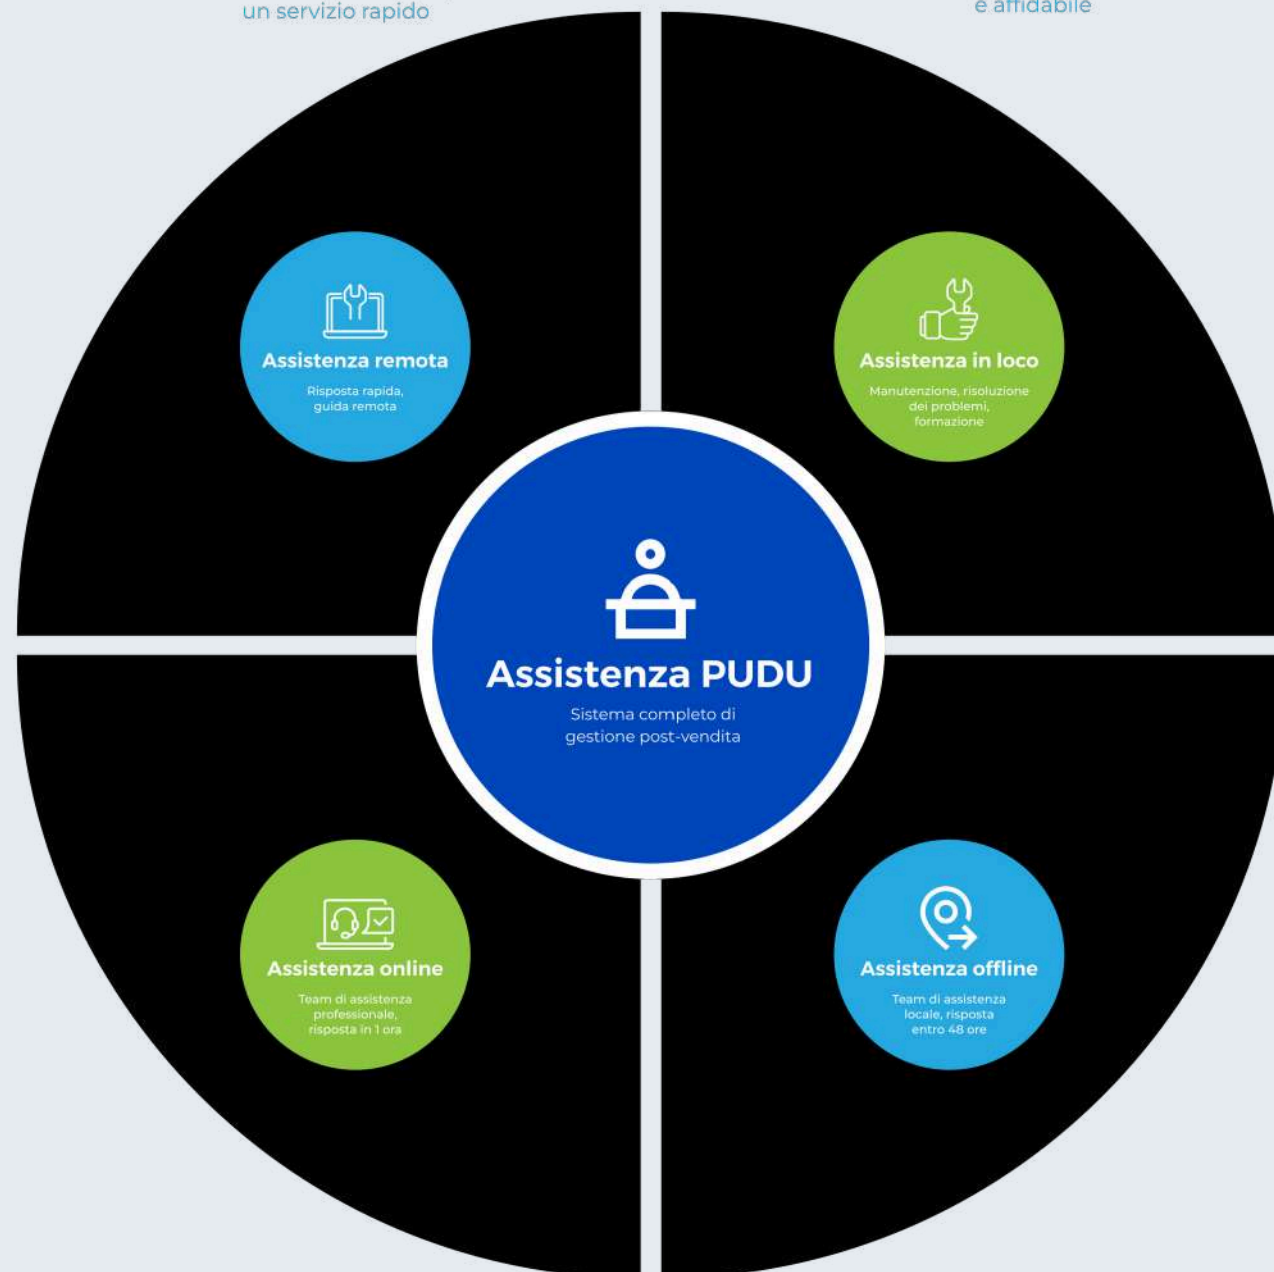 un servizio rapido
e affidabile
Assistenza remota
Risposta rapida,
guida remota
Assistenza in loco
Manutenzione, risoluzione
dei problemi,
formazione
Assistenza PUDU
Sistema completo di
gestione post-vendita
Assistenza online
Team di assistenza
professionale,
risposta in 1 ora
Assistenza offline
Team di assistenza
locale, risposta
entro 48 ore